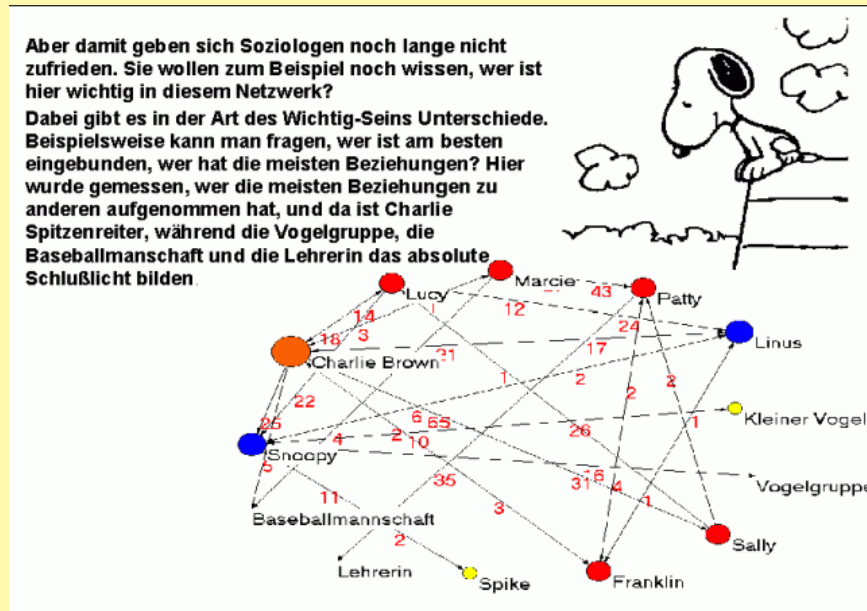 Aber damit geben sich Soziologen noch lange nicht
zufrieden. Sie wollen zum Beispiel noch wissen, wer ist
hier wichtig in diesem Netzwerk?
Dabei gibt es in der Art des Wichtig-Seins Unterschiede.
Beispielsweise kann man fragen, wer ist am besten
eingebunden, wer hat die meisten Beziehungen? Hier
wurde gemessen, wer die meisten Beziehungen zu
anderen aufgenommen hat, und da ist Charlie
Spitzenreiter, während die Vogelgruppe, die
Baseballmanschaft und die Lehrerin das absolute
Schlußlicht bilden.
Marcie
43
Patty
Lucy
1
14
12
24
18
3
Linus
Charlie Brown
31
17
1
2
2
2
22
Kleiner Vogel
6
65
1
25
4
2
10
26
Snoopy
5
16
Vogelgruppe
35
31
4
11
3
1
Baseballmannschaft
2
Sally
Lehrerin
Spike
Franklin